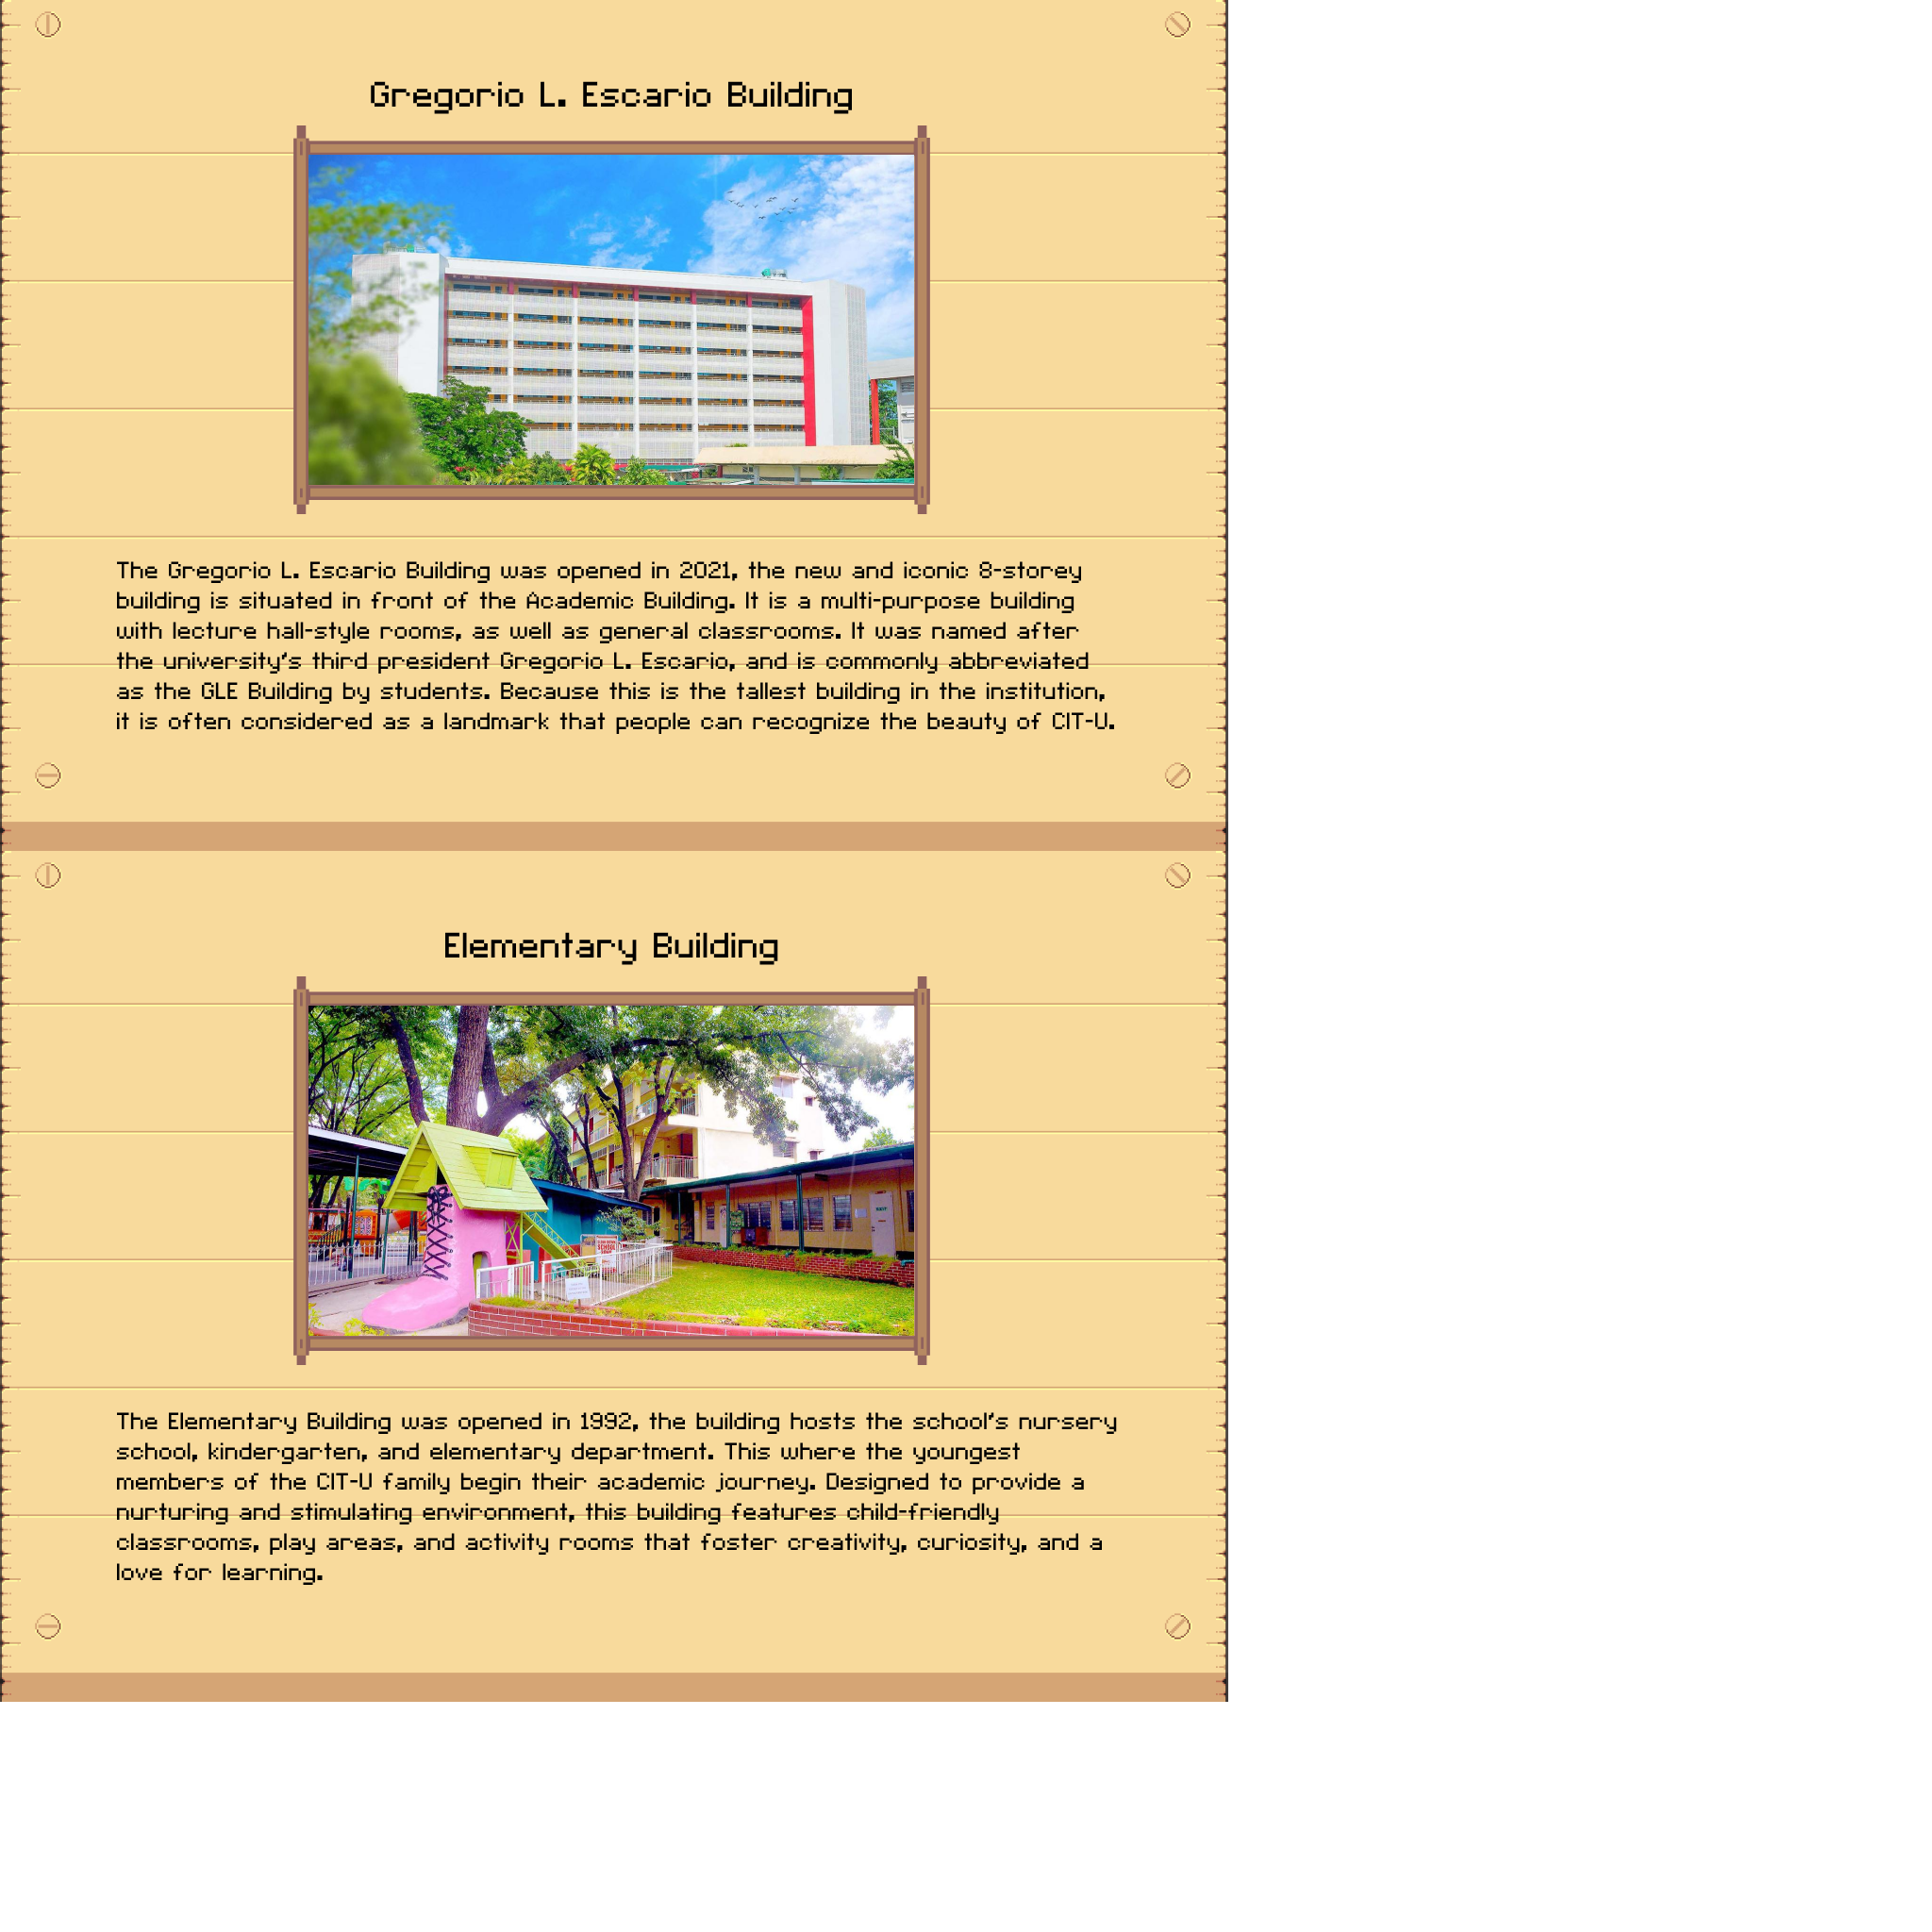 Gregorio L. Escario Building
The Gregorio L. Escario Building was opened in 2021, the new and iconic 8-storey
building is situated in front of the Academic Building. It is a multi-purpose building
with lecture hall-style rooms, as well as general classrooms. It was named after
the university's third president Gregorio L. Escario, and is commonly abbreviated
as the GLE Building by students. Because this is the tallest building in the institution,
it is often considered as a landmark that people can recognize the beauty of CIT-U.
Elementary Building
The Elementary Building was opened in 1992, the building hosts the school's nursery
school, kindergarten, and elementary department. This where the youngest
members of the CIT-U family begin their academic journey. Designed to provide a
nurturing and stimulating environment, this building features child-friendly
classrooms, play areas, and activity rooms that foster creativity, curiosity, and a
love for learning.